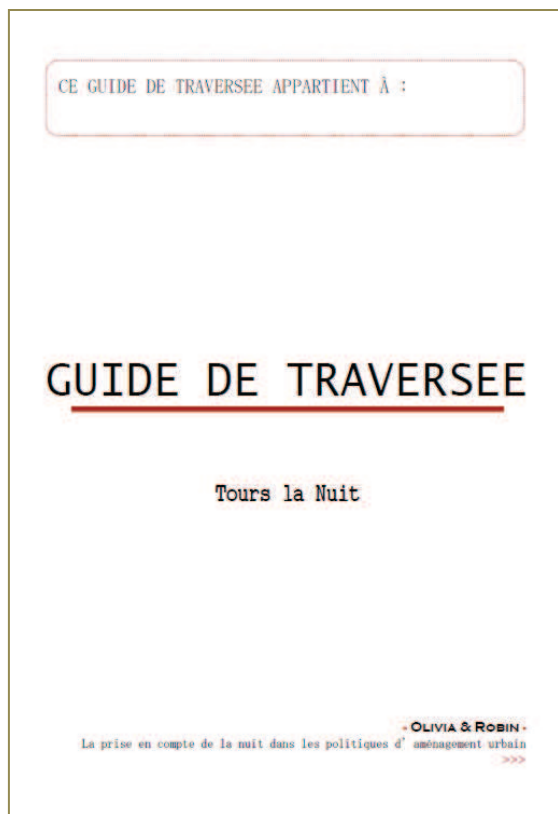 CE GUIDE DE TRAVERSEE APPARTIENT À :
GUIDE DE TRAVERSEE
Tours la Nuit
- OLIVIA & ROBIN -
La prise en compte de la nuit dans les politiques d'aménagement urbain
>>>